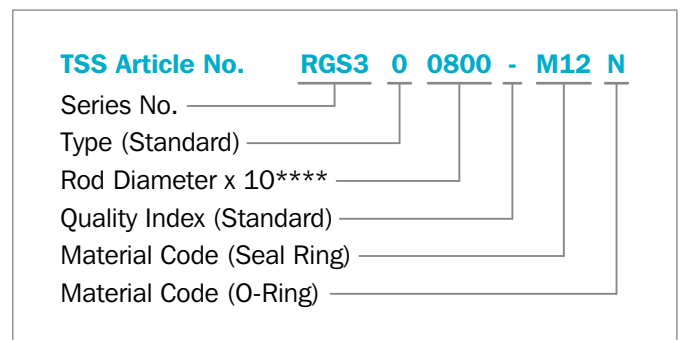 TSS Article No. RGS3 0 0800 - M12 N
Series No.
Type (Standard)
Rod Diameter x 10****
Quality Index (Standard)
Material Code (Seal Ring)
Material Code (O-Ring)